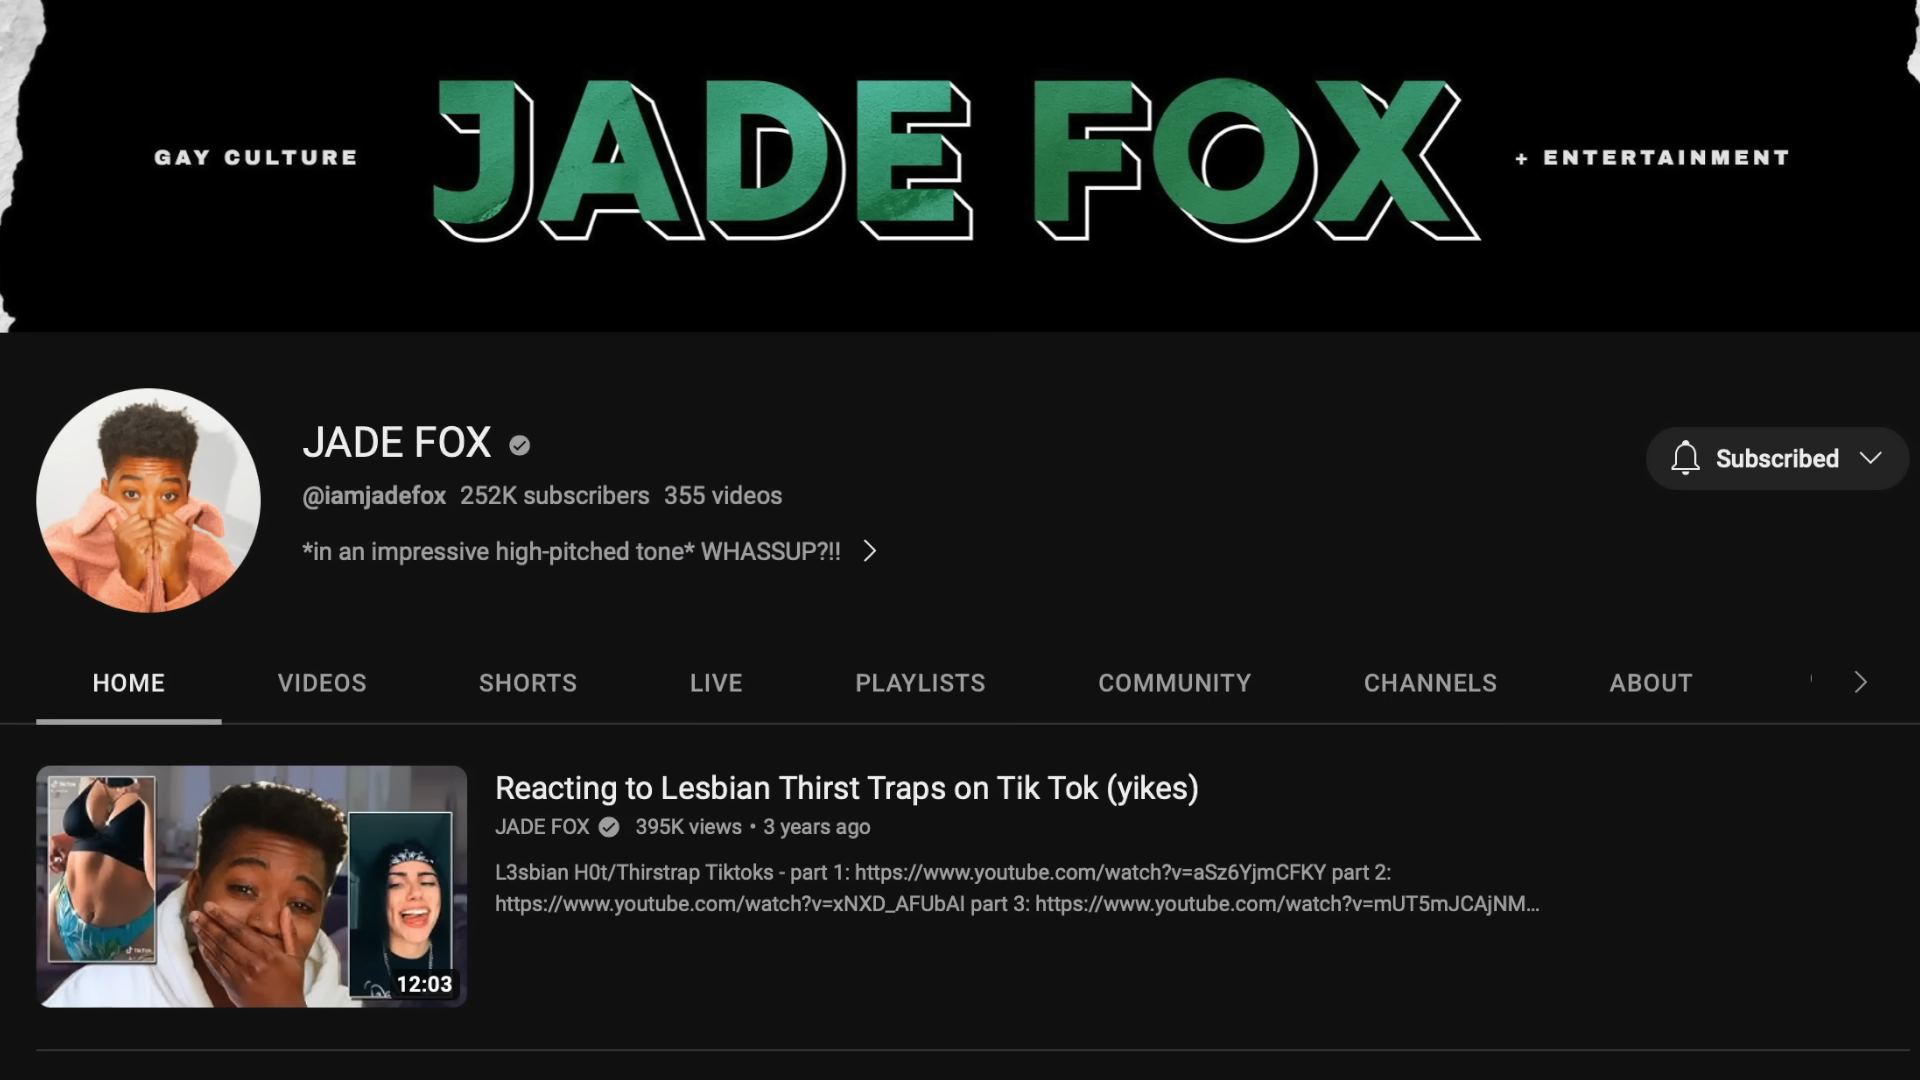 GAY CULTURE
JADE FOX
+ ENTERTAINMENT
JADE FOX
@iamjadefox 252K subscribers 355 videos
*in an impressive high-pitched tone* WHASSUP?!!
Subscribed
HOME VIDEOS SHORTS LIVE PLAYLISTS COMMUNITY CHANNELS ABOUT
TikTok
TikTok
12:03
Reacting to Lesbian Thirst Traps on Tik Tok (yikes)
JADE FOX 395K views • 3 years ago
L3sbian H0t/Thirstrap Tiktoks - part 1: https://www.youtube.com/watch?v=aSz6YjmCFKY part 2:
https://www.youtube.com/watch?v=xNXD_AFUbAI part 3: https://www.youtube.com/watch?v=mUT5mJCAjNM...